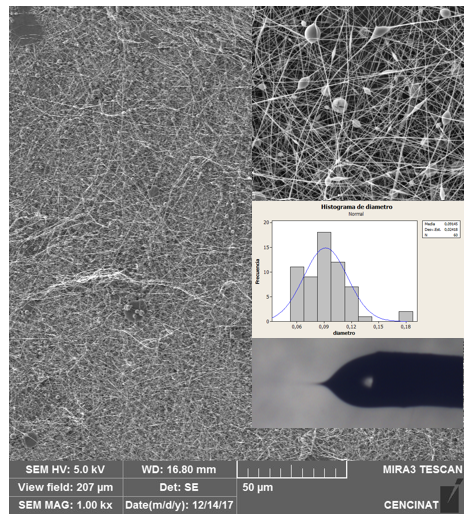 Histograma de diametro
Normal
Media 0,09146
Desv.Est. 0,02418
N 60
Frecuencia
20
15
10
5
0
0,06 0,09 0,12 0,15 0,18
diametro
SEM HV: 5.0 kV WD: 16.80 mm MIRA3 TESCAN
View field: 207 µm Det: SE 50 µm
SEM MAG: 1.00 kx Date(m/d/y): 12/14/17 CENCINAT